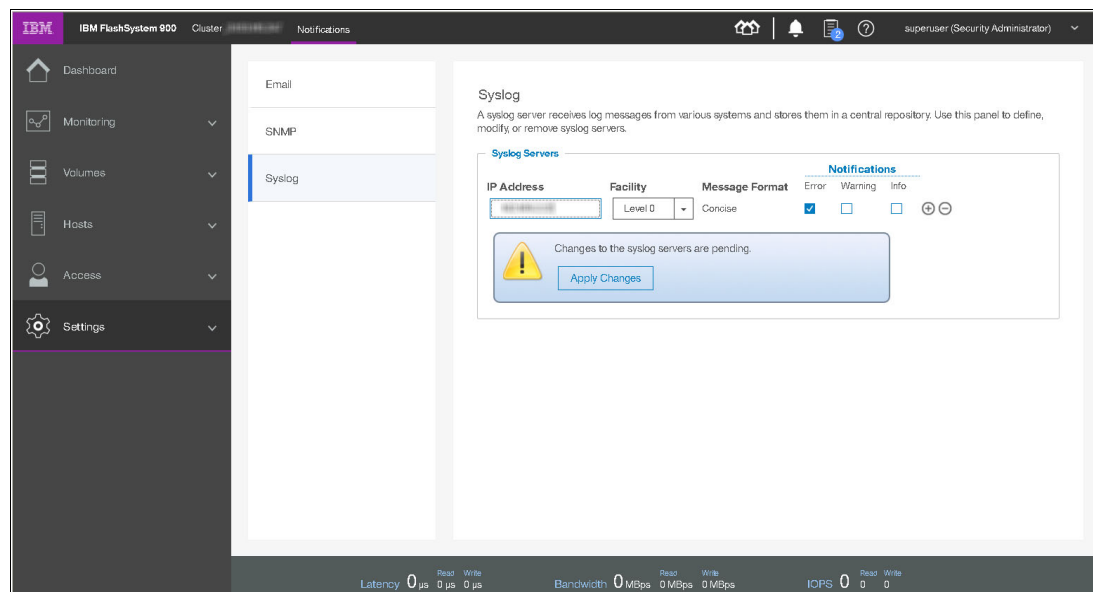 IBM IBM FlashSystem 900 Cluster Notifications 2 ? superuser (Security Administrator)
Dashboard
Monitoring
Volumes
Hosts
Access
Settings
Email
SNMP
Syslog
Syslog
A syslog server receives log messages from various systems and stores them in a central repository. Use this panel to define,
modify, or remove syslog servers.
Syslog Servers
Notifications
IP Address Facility Message Format Error Warning Info
Level 0 Concise
Changes to the syslog servers are pending.
Apply Changes
Read Write Read Write Read Write
Latency 0 µs 0 µs 0 µs Bandwidth 0 MBps 0 MBps 0 MBps IOPS 0 0 0